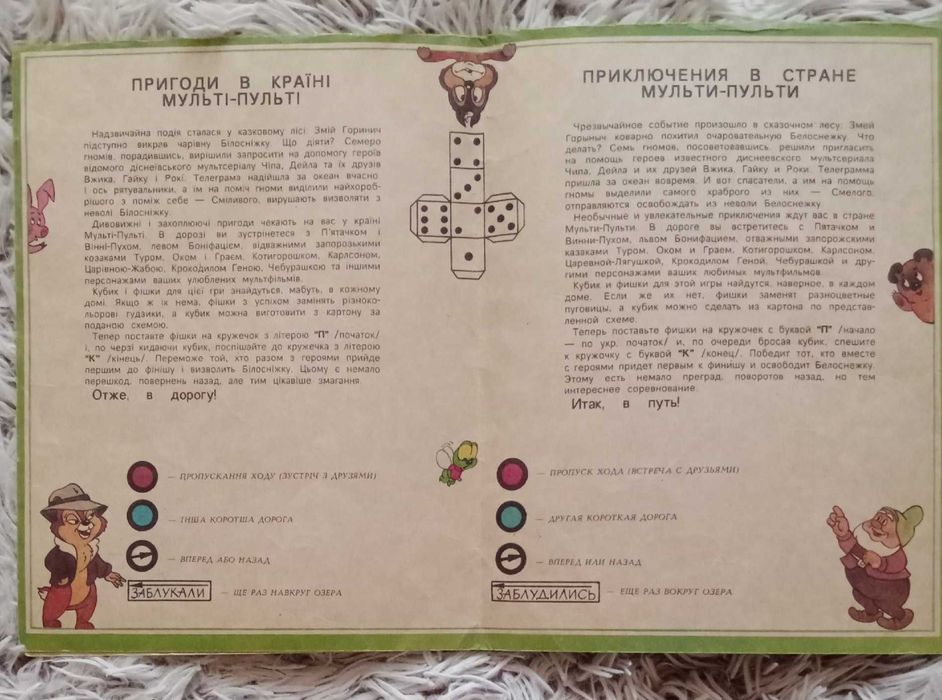 ПРИГОДИ В КРАЇНІ
МУЛЬТІ-ПУЛЬТІ
Надзвичайна подія сталася у казковому лісі. Змій Горинич
підступно викрав чарівну Білосніжку. Що діяти? Семеро
гномів, порадившись, вирішили запросити на допомогу героїв
відомого діснеївського мультсеріалу Чіпа, Дейла та їх друзів
Вжика, Гайку і Рокі. Телеграма надійшла за океан вчасно.
І ось рятувальники, а їм на поміч гноми виділили найхороб-
рішого з поміж себе — Сміливого, вирушають визволяти з
неволі Білосніжку.
Дивовижні і захоплюючі пригоди чекають на вас у країні
Мульті-Пульті. В дорозі ви зустрінетеся з П'ятачком і
Вінні-Пухом, левом Боніфацієм, відважними запорозькими
козаками Туром, Оком і Граєм, Котигорошком, Карлсоном,
Царівною-Жабою, Крокодилом Геною, Чебурашкою та іншими
персонажами ваших улюблених мультфільмів.
Кубик і фішки для цієї гри знайдуться, мабуть, в кожному
домі. Якщо ж їх нема, фішки з успіхом замінять різноко-
льорові гудзики, а кубик можна виготовити з картону за
поданою схемою.
Тепер поставте фішки на кружечок з літерою "П" /початок/
і, по черзі кидаючи кубик, поспішайте до кружечка з літерою
"К" /кінець/. Переможе той, хто разом з героями прийде
першим до фінішу і визволить Білосніжку. Цьому є немало
перешкод, повернень назад, але тим цікавіше змагання.
Отже, в дорогу!
— ПРОПУСКАННЯ ХОДУ (ЗУСТРІЧ З ДРУЗЯМИ)
— ІНША КОРОТША ДОРОГА
— ВПЕРЕД АБО НАЗАД
ЗАБЛУКАЛИ — ЩЕ РАЗ НАВКРУГ ОЗЕРА
ПРИКЛЮЧЕНИЯ В СТРАНЕ
МУЛЬТИ-ПУЛЬТИ
Чрезвычайное событие произошло в сказочном лесу: Змей
Горыныч коварно похитил очаровательную Белоснежку. Что
делать? Семь гномов, посоветовавшись, решили пригласить
на помощь героев известного диснеевского мультсериала
Чипа, Дейла и их друзей Вжика, Гайку и Роки. Телеграмма
пришла за океан вовремя. И вот спасатели, а им на помощь
гномы выделили самого храброго из них — Смелого,
отправляются освобождать из неволи Белоснежку.
Необычные и увлекательные приключения ждут вас в стране
Мульти-Пульти. В дороге вы встретитесь с Пятачком и
Винни-Пухом, львом Бонифацием, отважными запорожскими
казаками Туром, Оком и Граем, Котигорошком, Карлсоном,
Царевной-Лягушкой, Крокодилом Геной, Чебурашкой и дру-
гими персонажами ваших любимых мультфильмов.
Кубик и фишки для этой игры найдутся, наверное, в каждом
доме. Если же их нет, фишки заменят разноцветные
пуговицы, а кубик можно сделать из картона по представ-
ленной схеме.
Теперь поставьте фишки на кружочек с буквой "П" /начало
— по укр. початок/ и, по очереди бросая кубик, спешите
к кружочку с буквой "К" /конец/. Победит тот, кто вместе
с героями придет первым к финишу и освободит Белоснежку.
Этому есть немало преград, поворотов назад, но тем
интереснее соревнование.
Итак, в путь!
— ПРОПУСК ХОДА (ВСТРЕЧА С ДРУЗЬЯМИ)
— ДРУГАЯ КОРОТКАЯ ДОРОГА
— ВПЕРЕД ИЛИ НАЗАД
ЗАБЛУДИЛИСЬ — ЕЩЕ РАЗ ВОКРУГ ОЗЕРА